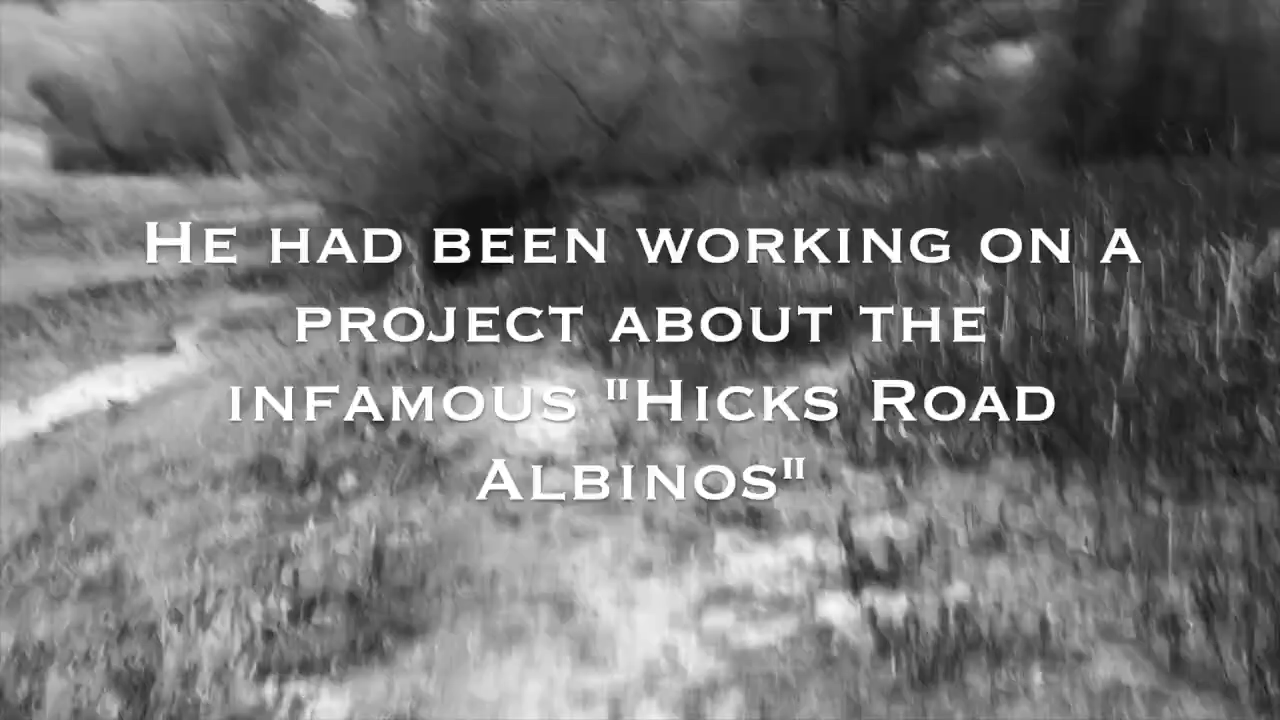 He had been working on a
project about the
infamous "Hicks Road
Albinos"